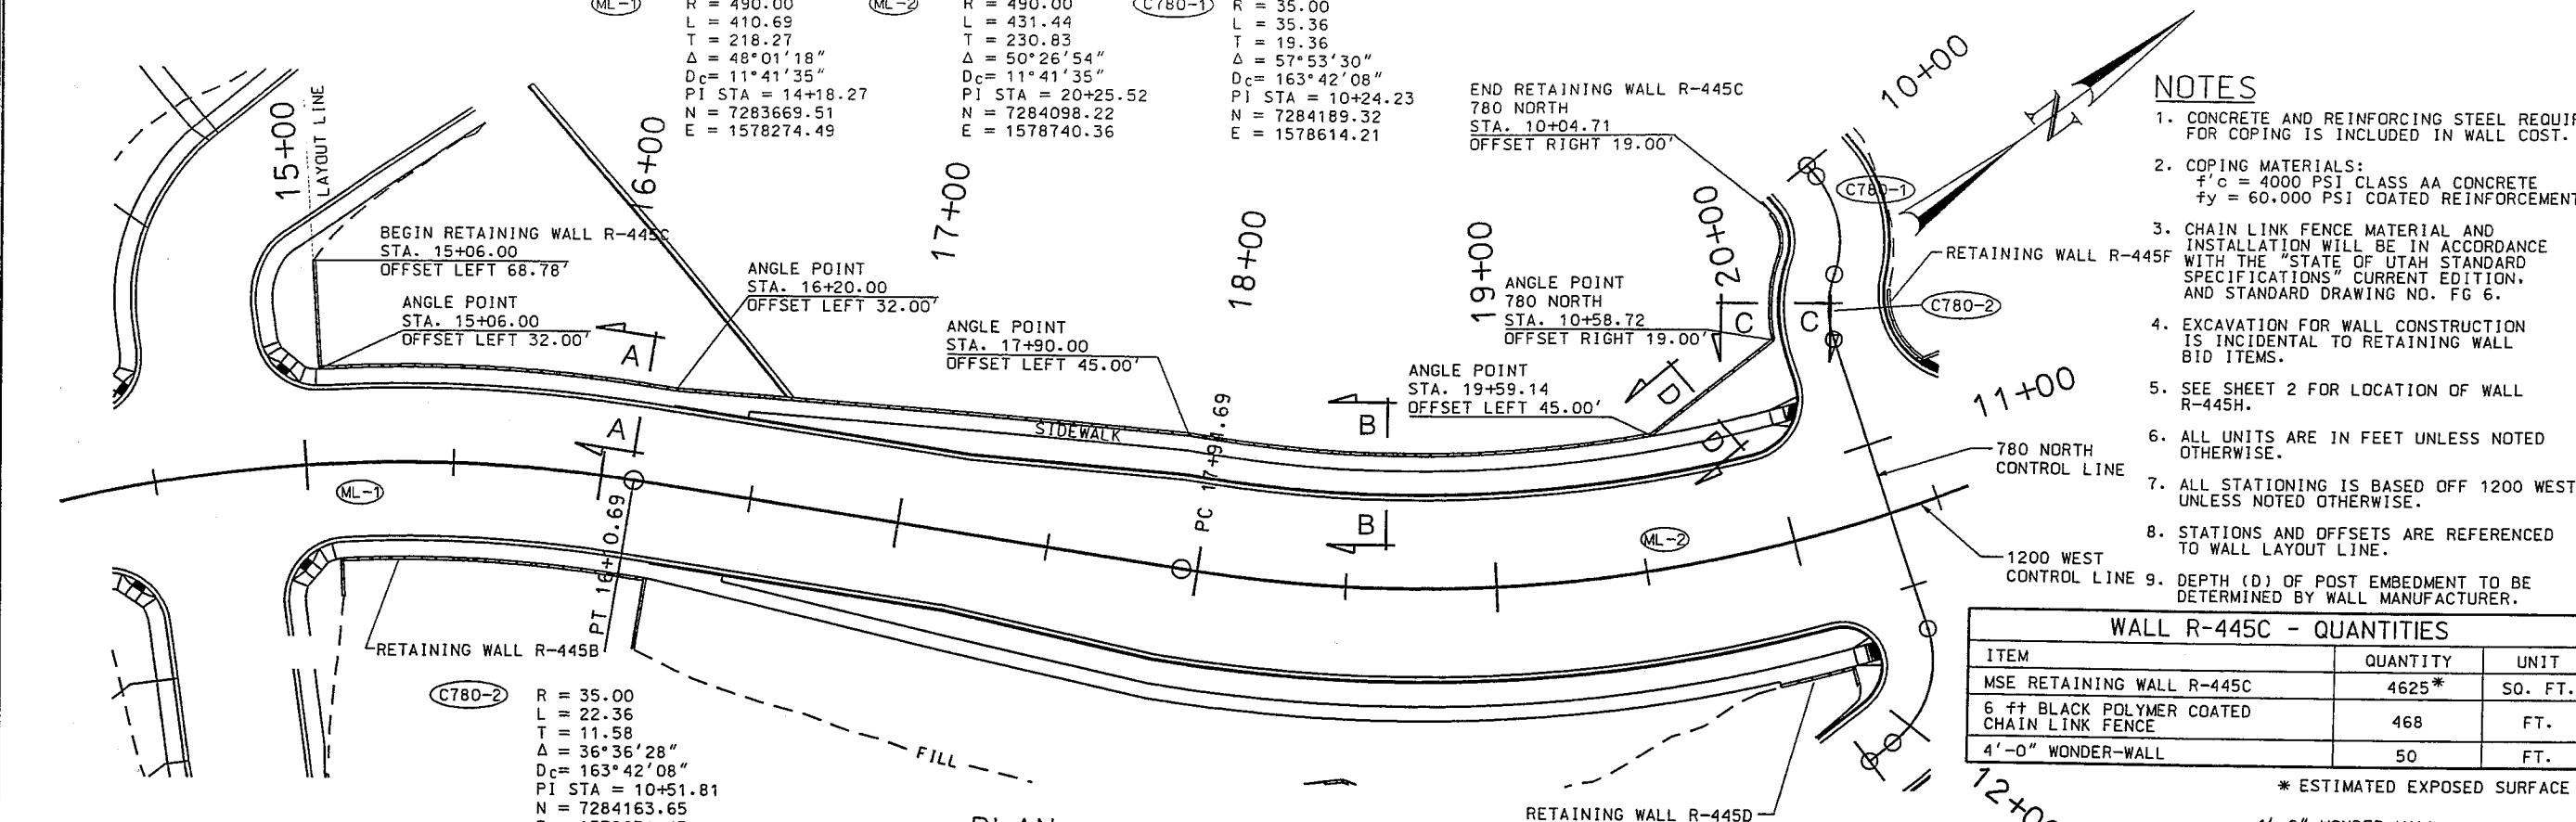 ML-1
R = 490.00
L = 410.69
T = 218.27
Δ = 48°01'18"
Dc= 11°41'35"
PI STA = 14+18.27
N = 7283669.51
E = 1578274.49
ML-2
R = 490.00
L = 431.44
T = 230.83
Δ = 50°26'54"
Dc= 11°41'35"
PI STA = 20+25.52
N = 7284098.22
E = 1578740.36
C780-1
R = 35.00
L = 35.36
T = 19.36
Δ = 57°53'30"
Dc= 163°42'08"
PI STA = 10+24.23
N = 7284189.32
E = 1578614.21
END RETAINING WALL R-445C
780 NORTH
STA. 10+04.71
OFFSET RIGHT 19.00'
10+00
C780-1
N
15+00
LAYOUT LINE
16+00
17+00
18+00
19+00
20+00
BEGIN RETAINING WALL R-445C
STA. 15+06.00
OFFSET LEFT 68.78'
ANGLE POINT
STA. 15+06.00
OFFSET LEFT 32.00'
ANGLE POINT
STA. 16+20.00
OFFSET LEFT 32.00'
ANGLE POINT
STA. 17+90.00
OFFSET LEFT 45.00'
ANGLE POINT
780 NORTH
STA. 10+58.72
OFFSET RIGHT 19.00'
ANGLE POINT
STA. 19+59.14
OFFSET LEFT 45.00'
A
A
B
B
C
C
D
D
SIDEWALK
RETAINING WALL R-445F
C780-2
11+00
780 NORTH
CONTROL LINE
1200 WEST
CONTROL LINE
ML-1
PT 16+10.69
PC 17+94.69
ML-2
RETAINING WALL R-445B
C780-2
R = 35.00
L = 22.36
T = 11.58
Δ = 36°36'28"
Dc= 163°42'08"
PI STA = 10+51.81
N = 7284163.65
FILL
RETAINING WALL R-445D
PLAN
NOTES
1. CONCRETE AND REINFORCING STEEL REQUIR
FOR COPING IS INCLUDED IN WALL COST.
2. COPING MATERIALS:
f'c = 4000 PSI CLASS AA CONCRETE
fy = 60,000 PSI COATED REINFORCEMENT
3. CHAIN LINK FENCE MATERIAL AND
INSTALLATION WILL BE IN ACCORDANCE
WITH THE "STATE OF UTAH STANDARD
SPECIFICATIONS" CURRENT EDITION,
AND STANDARD DRAWING NO. FG 6.
4. EXCAVATION FOR WALL CONSTRUCTION
IS INCIDENTAL TO RETAINING WALL
BID ITEMS.
5. SEE SHEET 2 FOR LOCATION OF WALL
R-445H.
6. ALL UNITS ARE IN FEET UNLESS NOTED
OTHERWISE.
7. ALL STATIONING IS BASED OFF 1200 WEST
UNLESS NOTED OTHERWISE.
8. STATIONS AND OFFSETS ARE REFERENCED
TO WALL LAYOUT LINE.
9. DEPTH (D) OF POST EMBEDMENT TO BE
DETERMINED BY WALL MANUFACTURER.
WALL R-445C - QUANTITIES
ITEM QUANTITY UNIT
MSE RETAINING WALL R-445C 4625* SQ. FT.
6 ft BLACK POLYMER COATED
CHAIN LINK FENCE 468 FT.
4'-0" WONDER-WALL 50 FT.
* ESTIMATED EXPOSED SURFACE
12+00